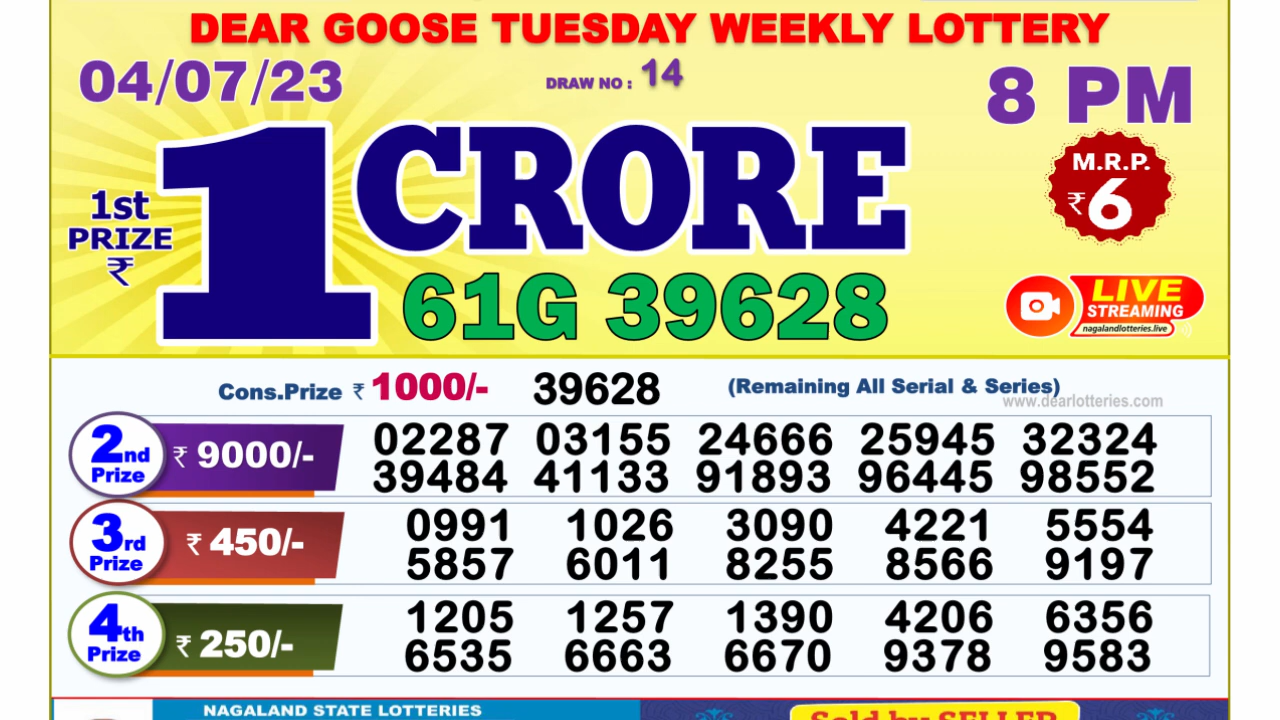 DEAR GOOSE TUESDAY WEEKLY LOTTERY
04/07/23
DRAW NO : 14
8 PM
M.R.P.
₹ 6
1st
PRIZE
₹
1 CRORE
61G 39628
LIVE
STREAMING
nagalandlotteries.live
Cons.Prize ₹ 1000/- 39628 (Remaining All Serial & Series)
www.dearlotteries.com
2nd Prize ₹ 9000/-
02287 03155 24666 25945 32324
39484 41133 91893 96445 98552
3rd Prize ₹ 450/-
0991 1026 3090 4221 5554
5857 6011 8255 8566 9197
4th Prize ₹ 250/-
1205 1257 1390 4206 6356
6535 6663 6670 9378 9583
NAGALAND STATE LOTTERIES
Sold by SELLER